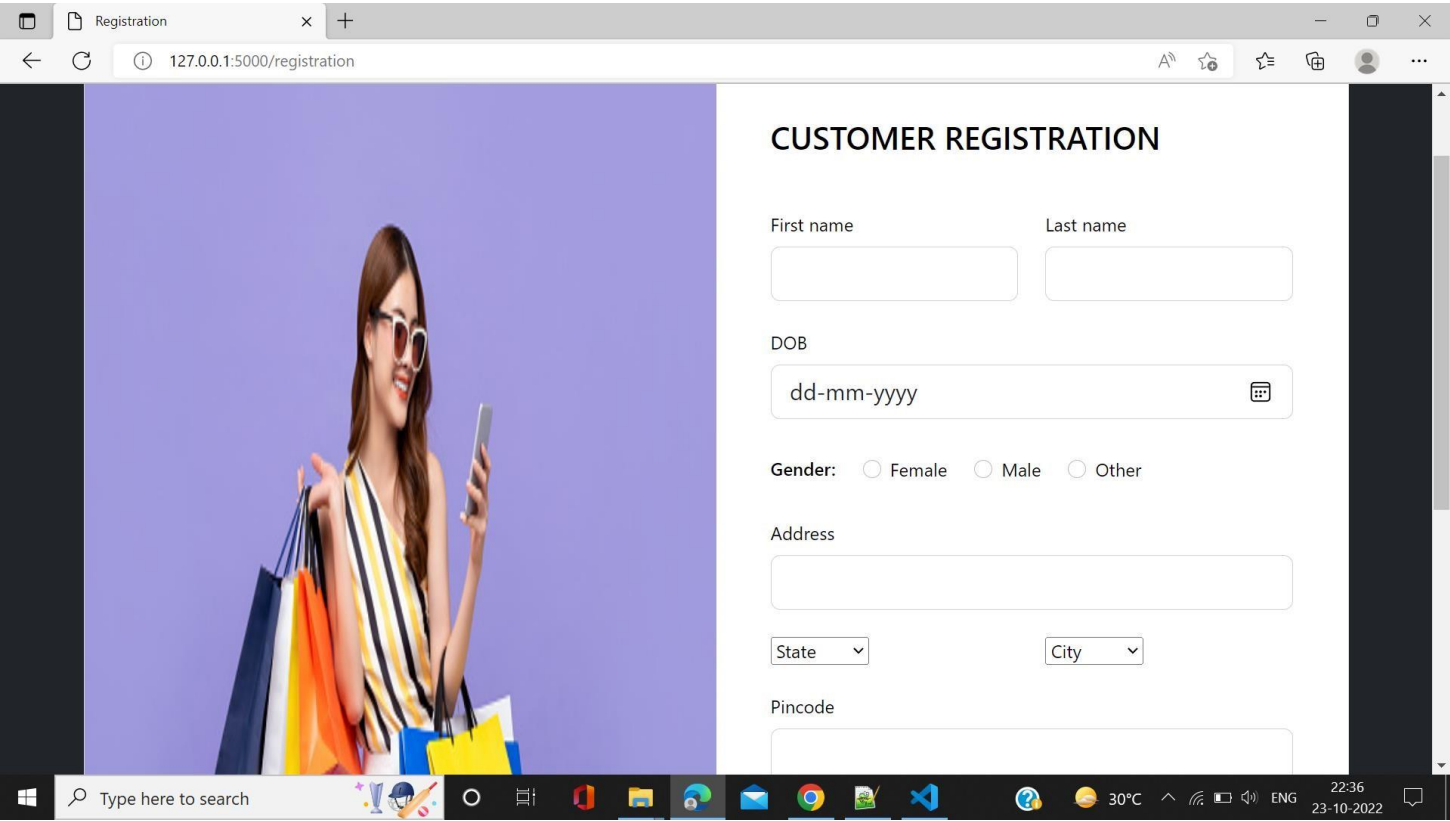 Registration
127.0.0.1:5000/registration
CUSTOMER REGISTRATION
First name Last name
DOB
dd-mm-yyyy
Gender: Female Male Other
Address
State City
Pincode
Type here to search
30°C ENG 22:36
23-10-2022